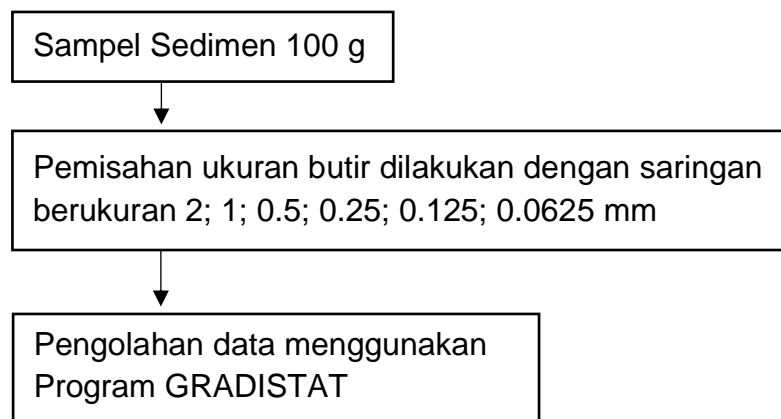 Sampel Sedimen 100 g
Pemisahan ukuran butir dilakukan dengan saringan
berukuran 2; 1; 0.5; 0.25; 0.125; 0.0625 mm
Pengolahan data menggunakan
Program GRADISTAT